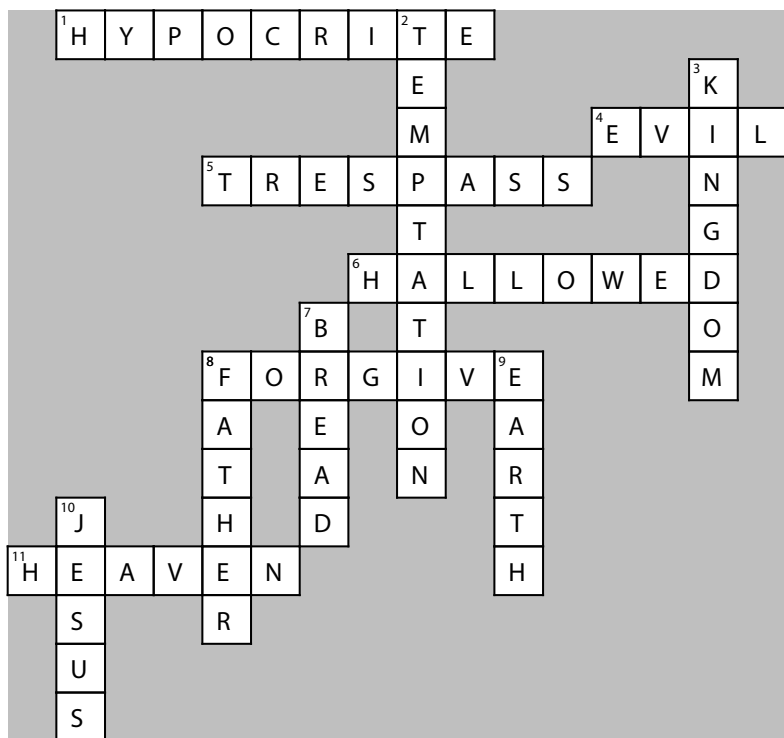 1 H Y P O C R I 2 T E
E 3 K
M 4 E V I L
5 T R E S P A S S N
T G
6 H A L L O W E D
7 B T O
8 F O R G I V 9 E M
A E O A
T A N R
10 J H D T
11 H E A V E N H
S R
U
S